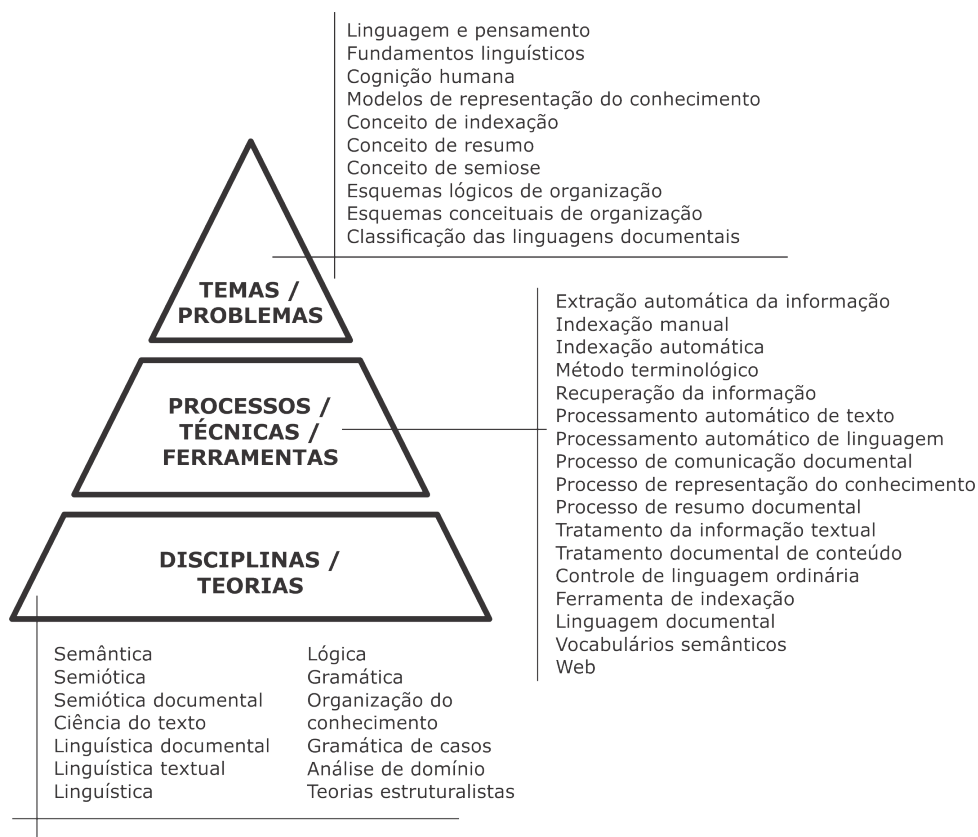 Linguagem e pensamento
Fundamentos linguísticos
Cognição humana
Modelos de representação do conhecimento
Conceito de indexação
Conceito de resumo
Conceito de semiose
Esquemas lógicos de organização
Esquemas conceituais de organização
Classificação das linguagens documentais
TEMAS /
PROBLEMAS
Extração automática da informação
Indexação manual
Indexação automática
Método terminológico
Recuperação da informação
Processamento automático de texto
Processamento automático de linguagem
Processo de comunicação documental
Processo de representação do conhecimento
Processo de resumo documental
Tratamento da informação textual
Tratamento documental de conteúdo
Controle de linguagem ordinária
Ferramenta de indexação
Linguagem documental
Vocabulários semânticos
Web
PROCESSOS /
TÉCNICAS /
FERRAMENTAS
DISCIPLINAS /
TEORIAS
Semântica
Semiótica
Semiótica documental
Ciência do texto
Linguística documental
Linguística textual
Linguística
Lógica
Gramática
Organização do
conhecimento
Gramática de casos
Análise de domínio
Teorias estruturalistas